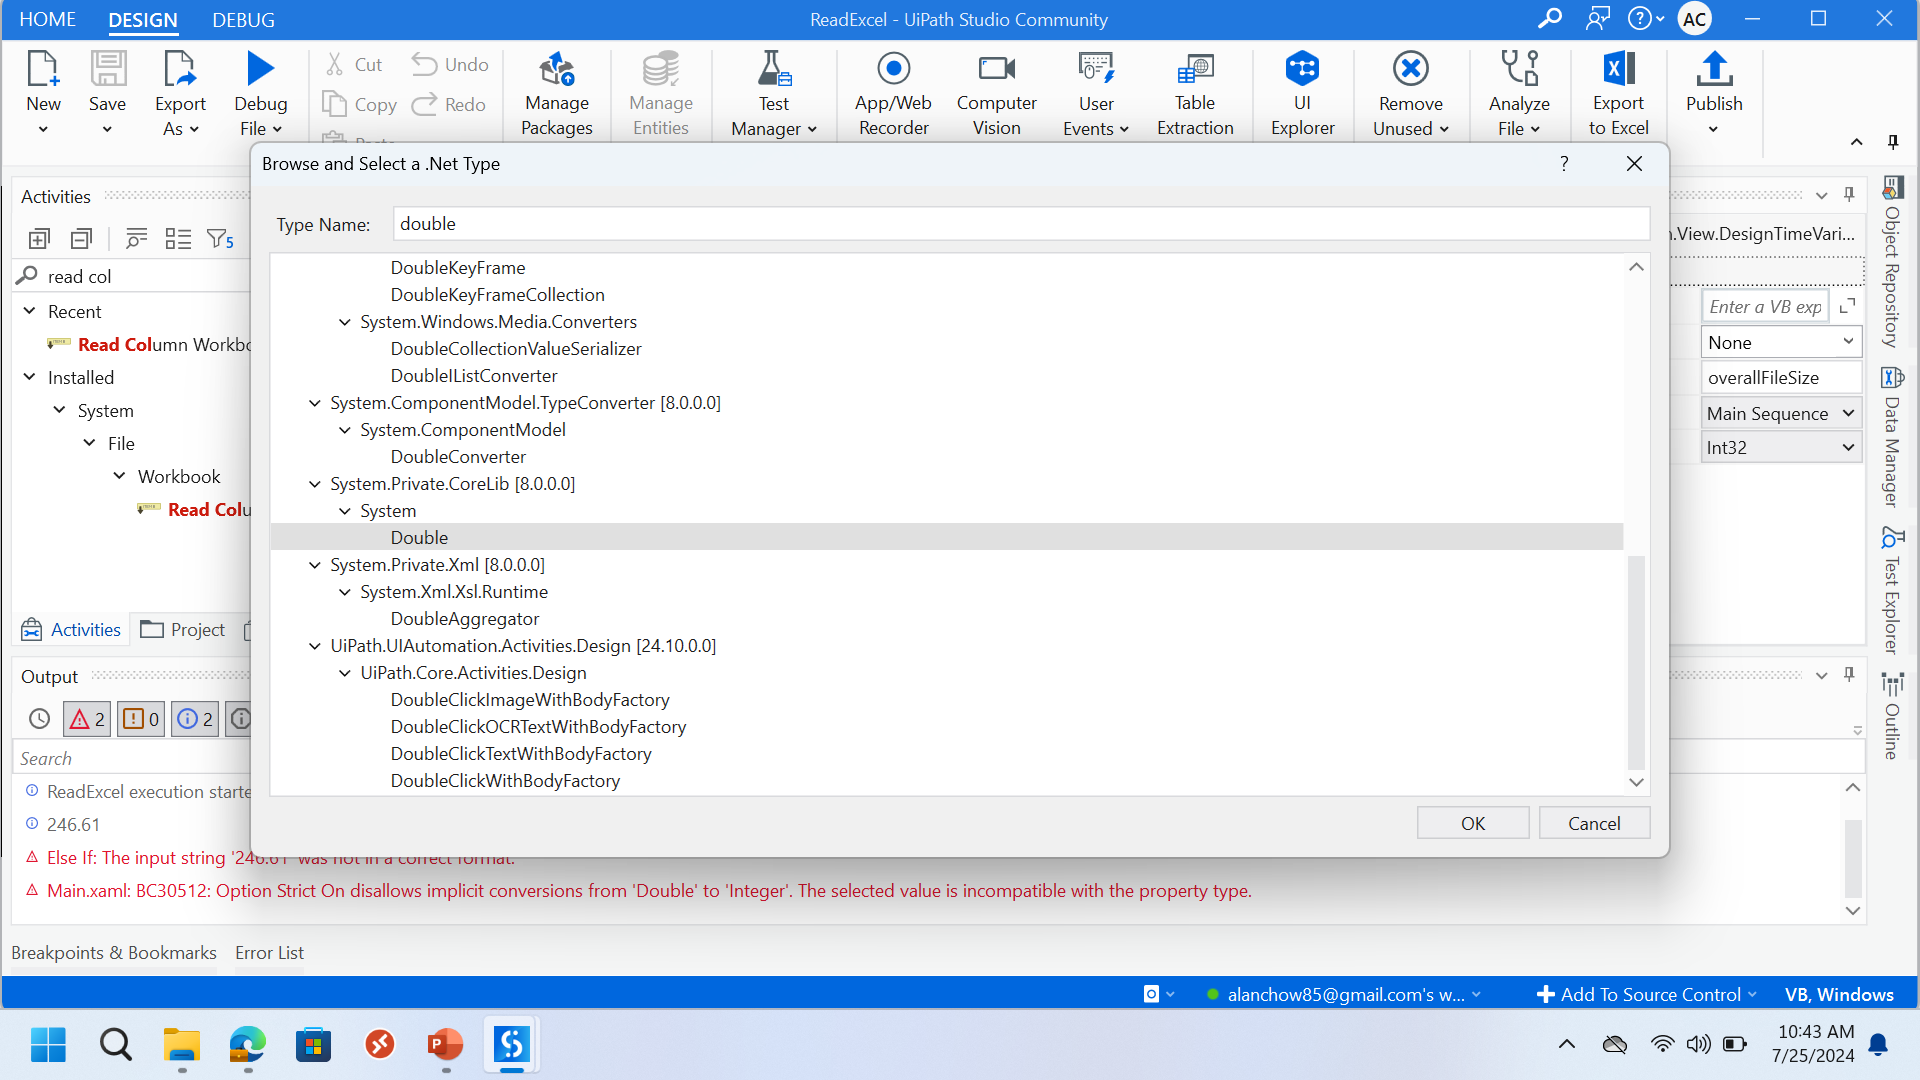 HOME DESIGN DEBUG
ReadExcel - UiPath Studio Community
AC
New
Save
Export
As
Debug
File
Cut
Copy
Undo
Redo
Manage
Packages
Manage
Entities
Test
Manager
App/Web
Recorder
Computer
Vision
User
Events
Table
Extraction
UI
Explorer
Remove
Unused
Analyze
File
Export
to Excel
Publish
Browse and Select a .Net Type
?
Type Name: double
DoubleKeyFrame
DoubleKeyFrameCollection
System.Windows.Media.Converters
DoubleCollectionValueSerializer
DoubleIListConverter
System.ComponentModel.TypeConverter [8.0.0.0]
System.ComponentModel
DoubleConverter
System.Private.CoreLib [8.0.0.0]
System
Double
System.Private.Xml [8.0.0.0]
System.Xml.Xsl.Runtime
DoubleAggregator
UiPath.UIAutomation.Activities.Design [24.10.0.0]
UiPath.Core.Activities.Design
DoubleClickImageWithBodyFactory
DoubleClickOCRTextWithBodyFactory
DoubleClickTextWithBodyFactory
DoubleClickWithBodyFactory
OK Cancel
Activities
5
read col
Recent
Read Column Workbo
Installed
System
File
Workbook
Read Colu
Activities Project
.View.DesignTimeVari...
Enter a VB exp
None
overallFileSize
Main Sequence
Int32
Object Repository
Data Manager
Test Explorer
Outline
Output
2 0 2
Search
ReadExcel execution starte
246.61
Else If: The input string '246.61' was not in a correct format.
Main.xaml: BC30512: Option Strict On disallows implicit conversions from 'Double' to 'Integer'. The selected value is incompatible with the property type.
Breakpoints & Bookmarks Error List
alanchow85@gmail.com's w... Add To Source Control VB, Windows
10:43 AM
7/25/2024